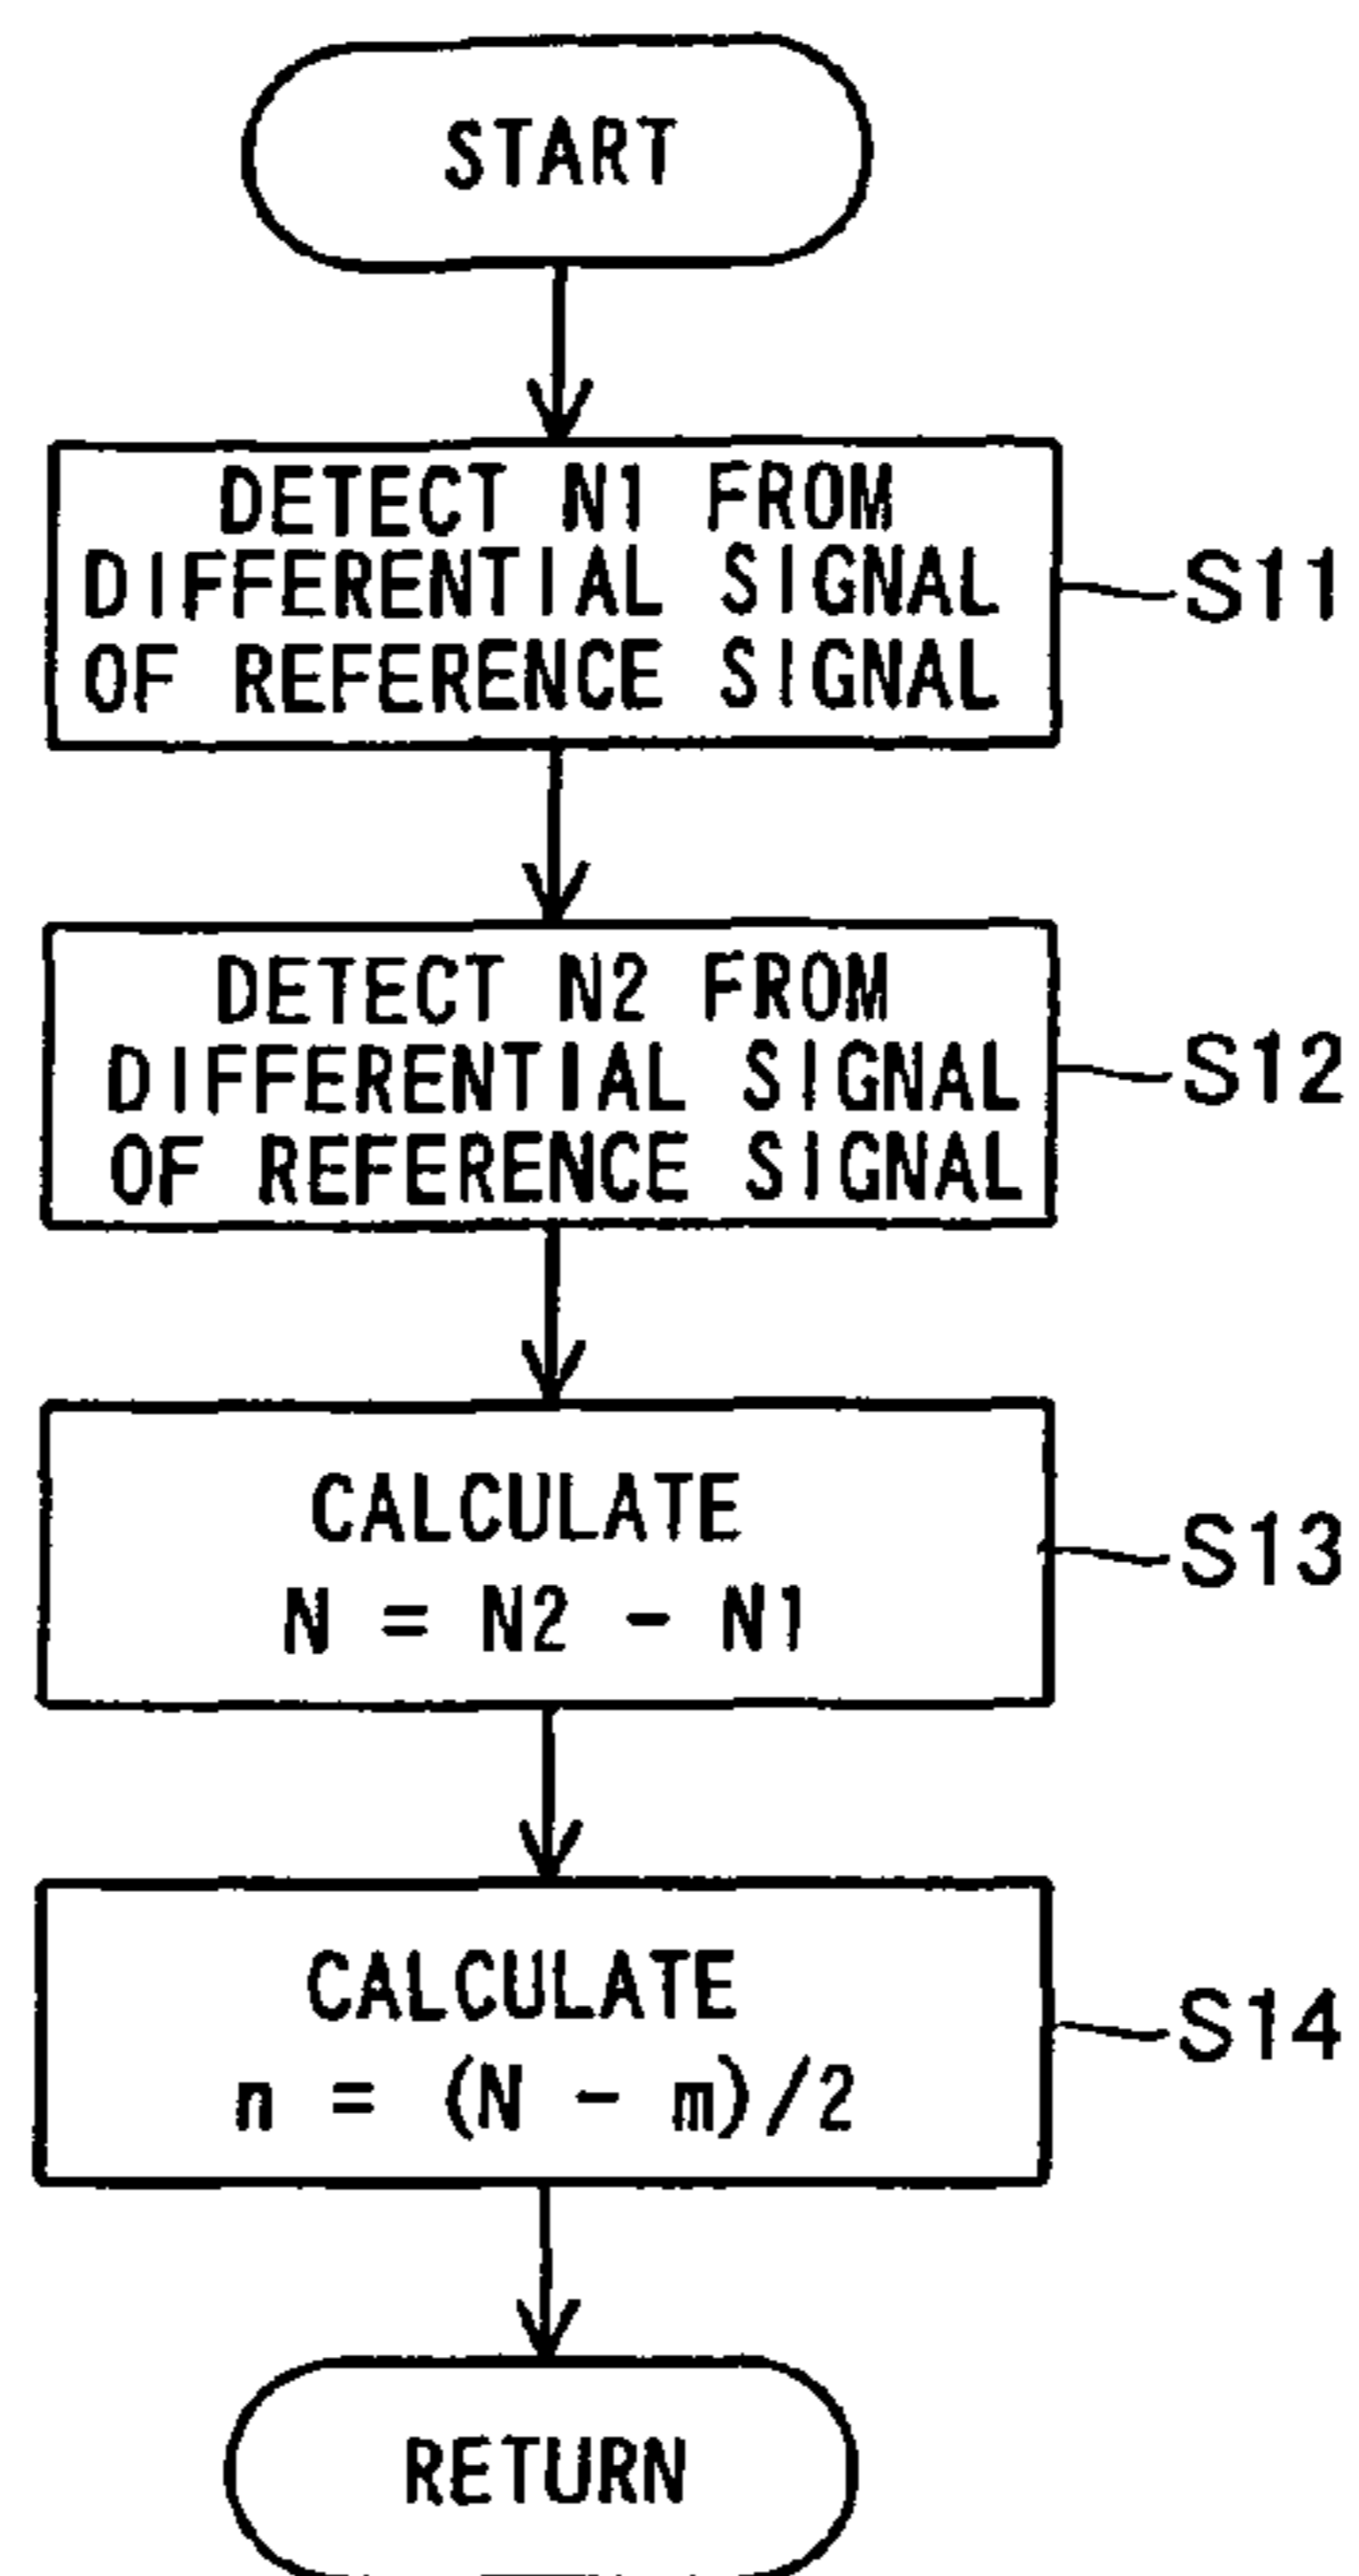 START
DETECT N1 FROM
DIFFERENTIAL SIGNAL
OF REFERENCE SIGNAL
S11
DETECT N2 FROM
DIFFERENTIAL SIGNAL
OF REFERENCE SIGNAL
S12
CALCULATE
N = N2 - N1
S13
CALCULATE
n = (N - m)/2
S14
RETURN